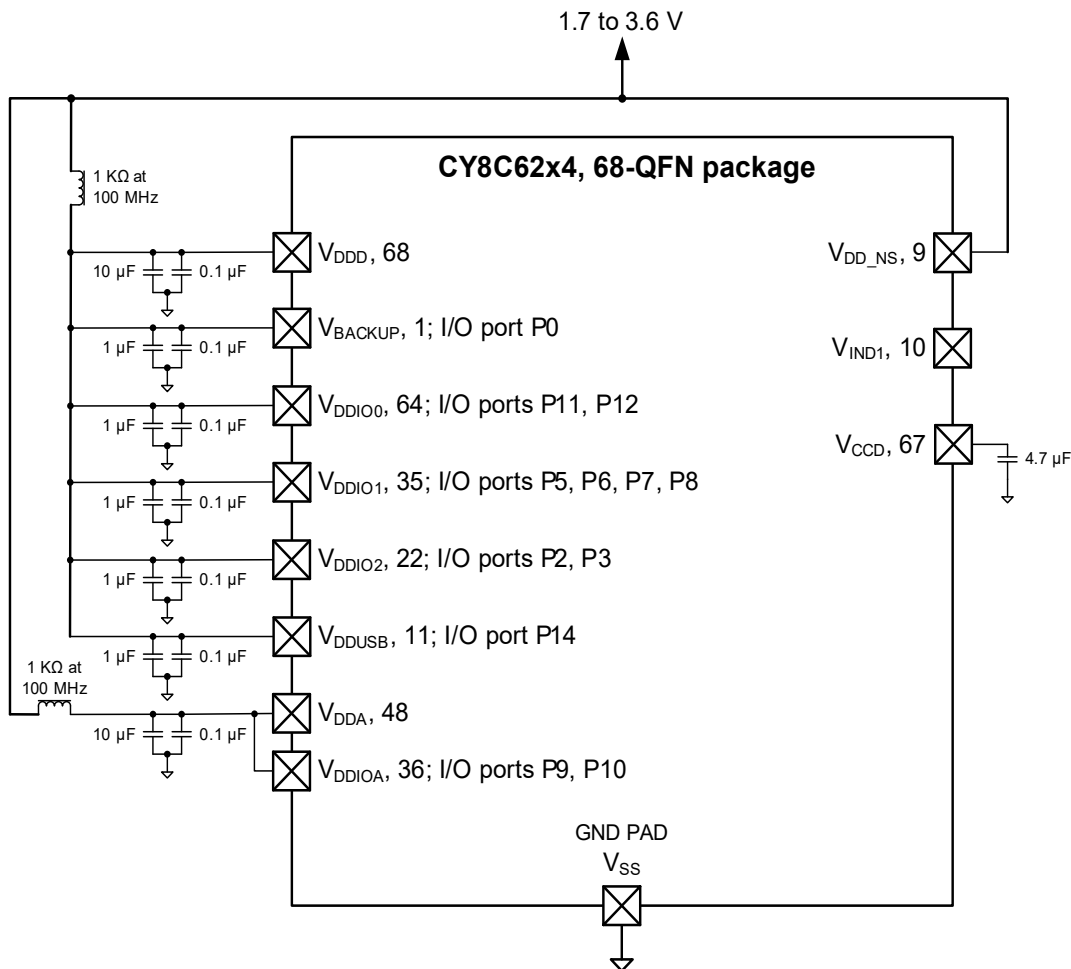 1.7 to 3.6 V
CY8C62x4, 68-QFN package
1 KΩ at
100 MHz
10 µF
0.1 µF
VDDD, 68
VDD_NS, 9
1 µF
0.1 µF
VBACKUP, 1; I/O port P0
VIND1, 10
1 µF
0.1 µF
VDDIO0, 64; I/O ports P11, P12
VCCD, 67
4.7 µF
1 µF
0.1 µF
VDDIO1, 35; I/O ports P5, P6, P7, P8
1 µF
0.1 µF
VDDIO2, 22; I/O ports P2, P3
1 µF
0.1 µF
VDDUSB, 11; I/O port P14
1 KΩ at
100 MHz
10 µF
0.1 µF
VDDA, 48
VDDIOA, 36; I/O ports P9, P10
GND PAD
VSS